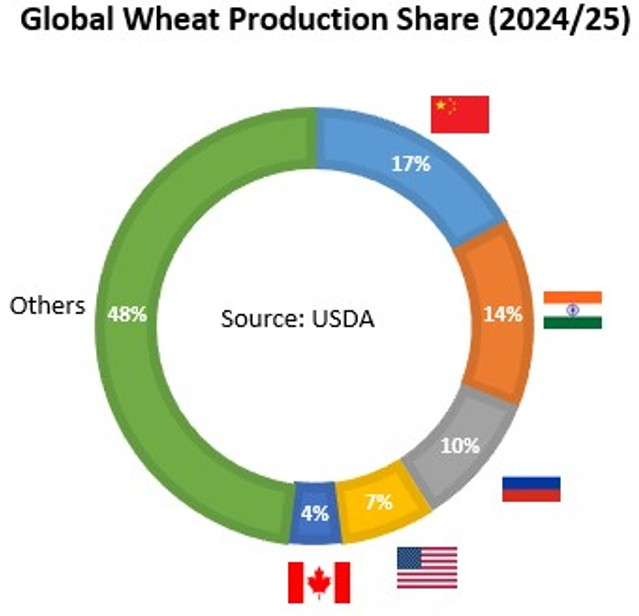 Global Wheat Production Share (2024/25)
17%
Others
48%
Source: USDA
14%
10%
7%
4%